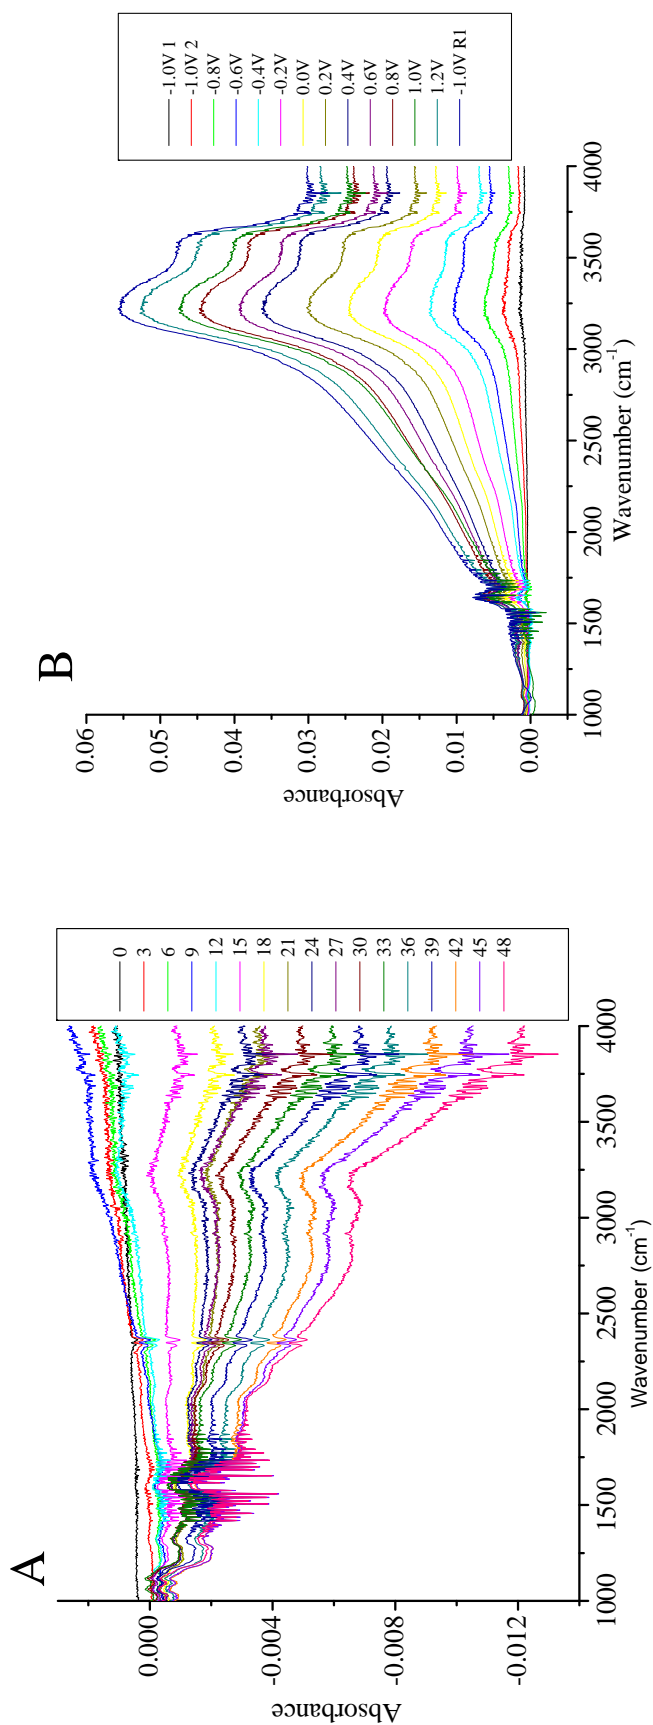 A
0.000
-0.004
-0.008
-0.012
Absorbance
1000
1500
2000
2500
3000
3500
4000
Wavenumber (cm-1)
0
3
6
9
12
15
18
21
24
27
30
33
36
39
42
45
48
B
0.06
0.05
0.04
0.03
0.02
0.01
0.00
Absorbance
1000
1500
2000
2500
3000
3500
4000
Wavenumber (cm-1)
-1.0V 1
-1.0V 2
-0.8V
-0.6V
-0.4V
-0.2V
0.0V
0.2V
0.4V
0.6V
0.8V
1.0V
1.2V
-1.0V R1